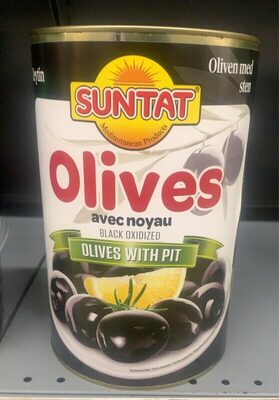 Oliven med
sten
SUNTAT
Mediterranean Products
Olives
avec noyau
BLACK OXIDIZED
OLIVES WITH PIT